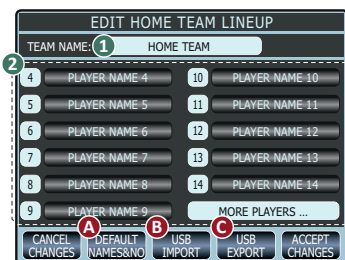 EDIT HOME TEAM LINEUP
TEAM NAME: 1 HOME TEAM
2
4 PLAYER NAME 4 10 PLAYER NAME 10
5 PLAYER NAME 5 11 PLAYER NAME 11
6 PLAYER NAME 6 12 PLAYER NAME 12
7 PLAYER NAME 7 13 PLAYER NAME 13
8 PLAYER NAME 8 14 PLAYER NAME 14
9 PLAYER NAME 9 MORE PLAYERS ...
A B C
CANCEL DEFAULT USB USB ACCEPT
CHANGES NAMES&NO IMPORT EXPORT CHANGES